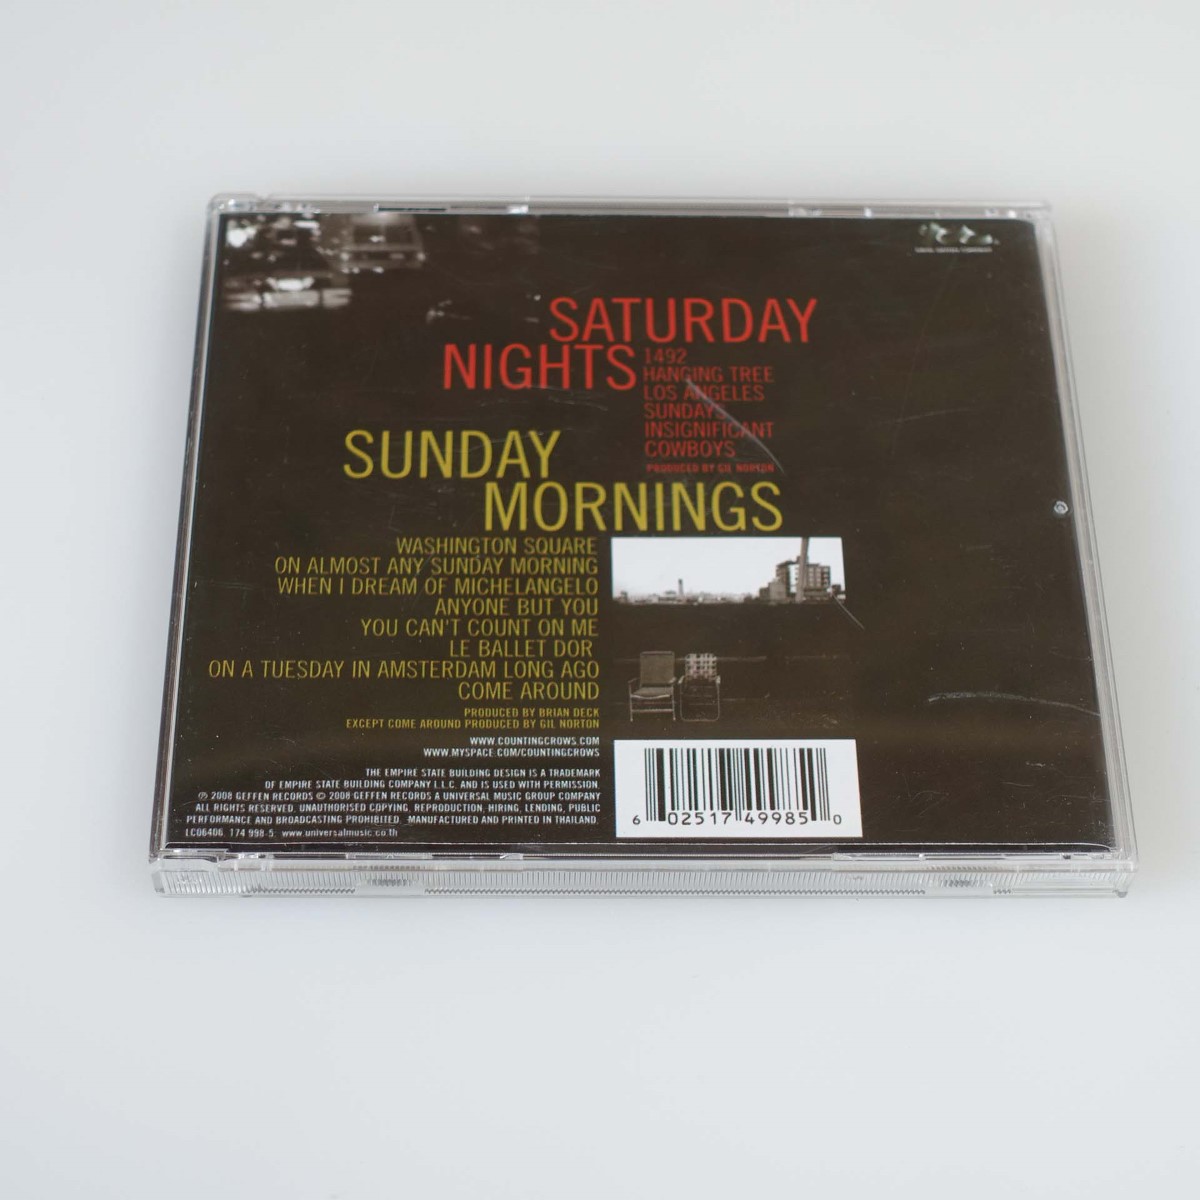 SATURDAY
NIGHTS
1492
HANGING TREE
LOS ANGELES
SUNDAYS
INSIGNIFICANT
COWBOYS
PRODUCED BY GIL NORTON
SUNDAY
MORNINGS
WASHINGTON SQUARE
ON ALMOST ANY SUNDAY MORNING
WHEN I DREAM OF MICHELANGELO
ANYONE BUT YOU
YOU CAN'T COUNT ON ME
LE BALLET DOR
ON A TUESDAY IN AMSTERDAM LONG AGO
COME AROUND
PRODUCED BY BRIAN DECK
EXCEPT COME AROUND PRODUCED BY GIL NORTON
WWW.COUNTINGCROWS.COM
WWW.MYSPACE.COM/COUNTINGCROWS
THE EMPIRE STATE BUILDING DESIGN IS A TRADEMARK
OF EMPIRE STATE BUILDING COMPANY L.L.C. AND IS USED WITH PERMISSION.
℗ 2008 GEFFEN RECORDS © 2008 GEFFEN RECORDS A UNIVERSAL MUSIC GROUP COMPANY
ALL RIGHTS RESERVED. UNAUTHORISED COPYING, REPRODUCTION, HIRING, LENDING, PUBLIC
PERFORMANCE AND BROADCASTING PROHIBITED. MANUFACTURED AND PRINTED IN THAILAND.
LC06406 174 998-5 www.universalmusic.co.th
6 02517 49985 0